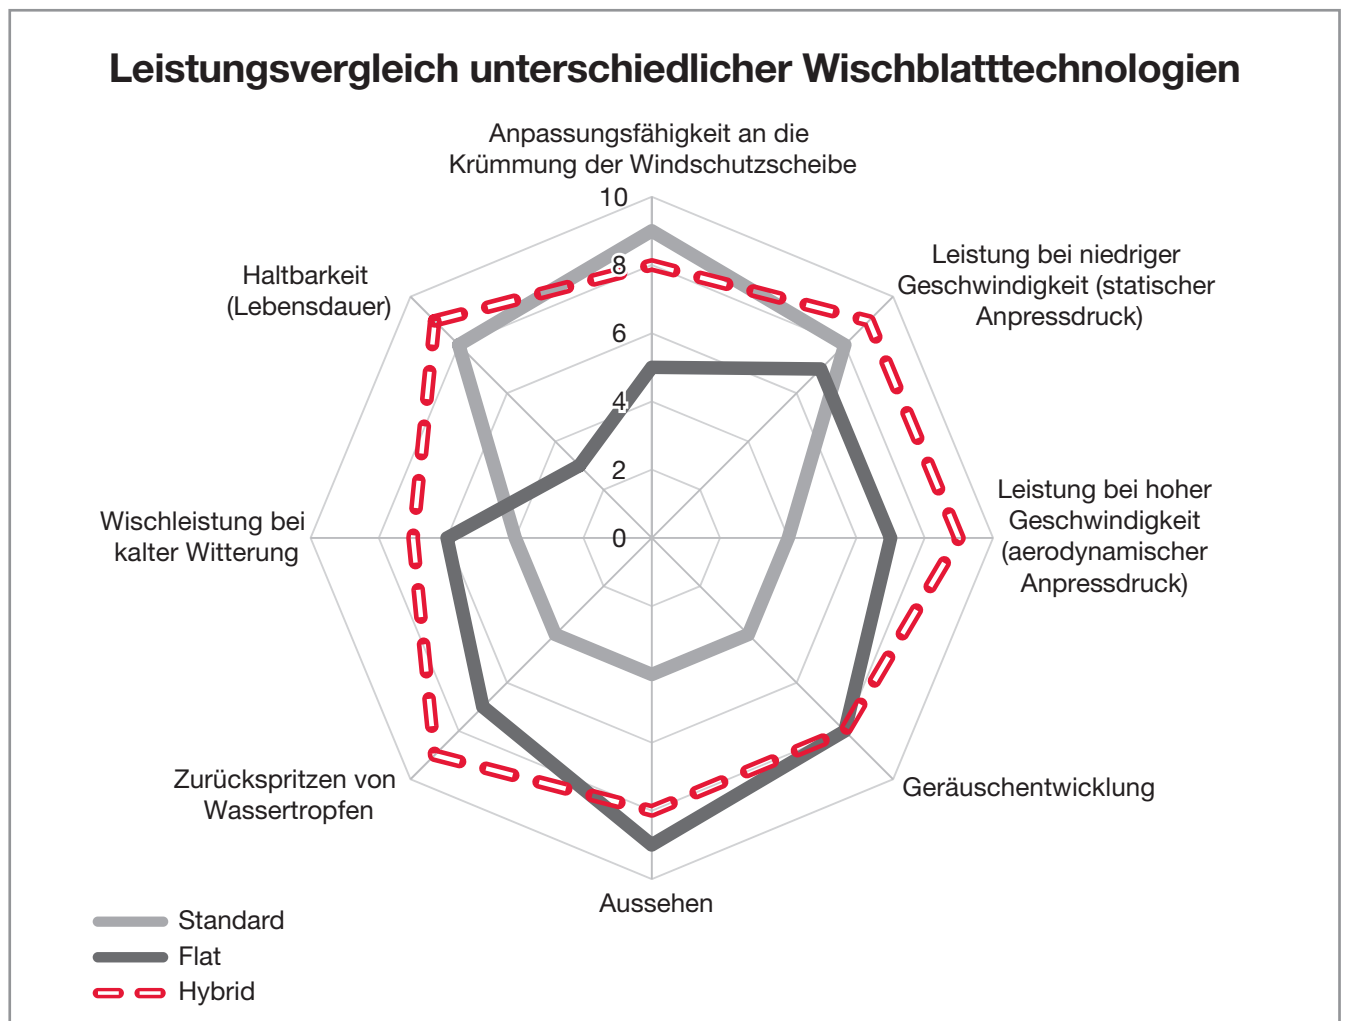 Leistungsvergleich unterschiedlicher Wischblatttechnologien
Anpassungsfähigkeit an die
Krümmung der Windschutzscheibe
10
8
6
4
2
0
Leistung bei niedriger
Geschwindigkeit (statischer
Anpressdruck)
Leistung bei hoher
Geschwindigkeit
(aerodynamischer
Anpressdruck)
Geräuschentwicklung
Aussehen
Zurückspritzen von
Wassertropfen
Wischleistung bei
kalter Witterung
Haltbarkeit
(Lebensdauer)
Standard
Flat
Hybrid